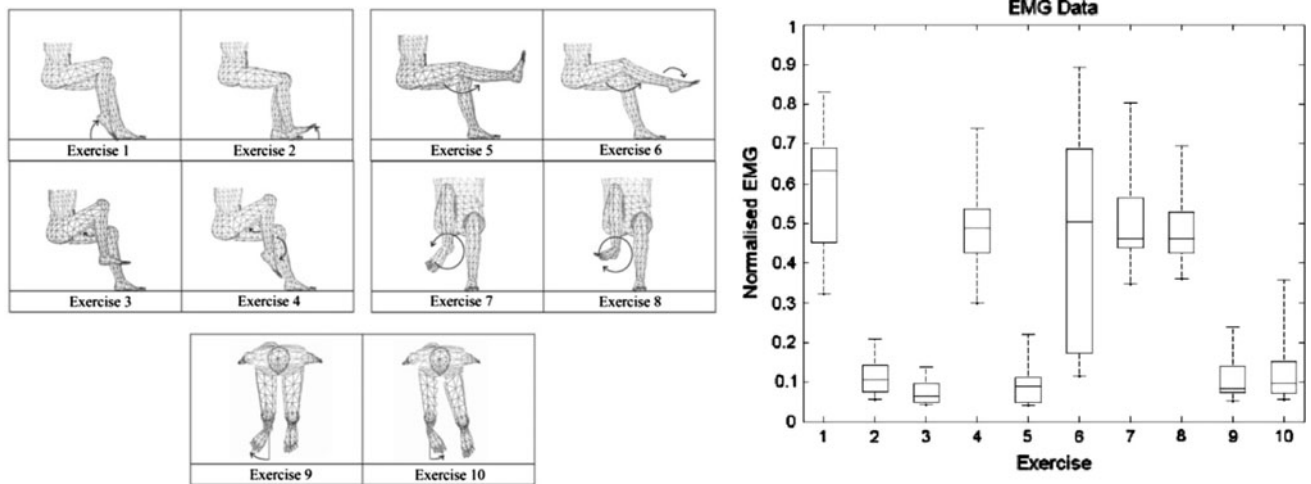 Exercise 1
Exercise 2
Exercise 3
Exercise 4
Exercise 5
Exercise 6
Exercise 7
Exercise 8
Exercise 9
Exercise 10
EMG Data
Normalised EMG
1
0.9
0.8
0.7
0.6
0.5
0.4
0.3
0.2
0.1
0
1 2 3 4 5 6 7 8 9 10
Exercise